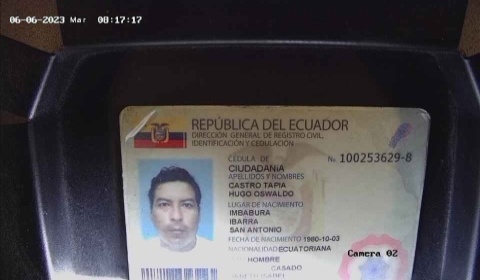 06-06-2023 Mar 08:17:17
REPÚBLICA DEL ECUADOR
DIRECCIÓN GENERAL DE REGISTRO CIVIL,
IDENTIFICACIÓN Y CEDULACIÓN
CÉDULA DE No. 100253629-8
CIUDADANÍA
APELLIDOS Y NOMBRES
CASTRO TAPIA
HUGO OSWALDO
LUGAR DE NACIMIENTO
IMBABURA
IBARRA
SAN ANTONIO
FECHA DE NACIMIENTO 1980-10-03
NACIONALIDAD ECUATORIANA
HOMBRE
CASADO
Camera 02